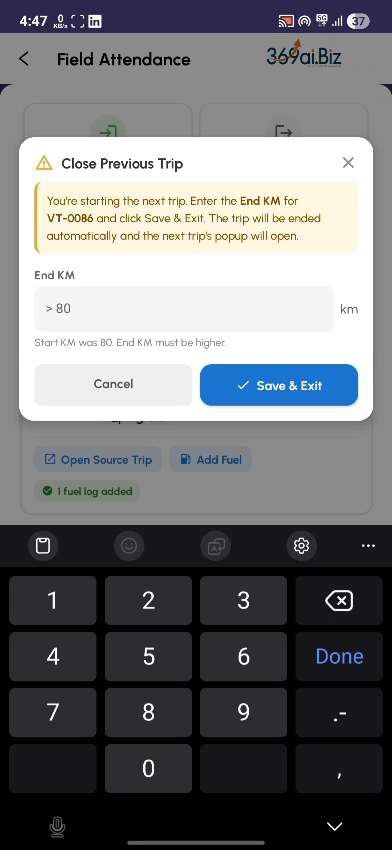 4:47 0 KB/s 37
Field Attendance 369ai.Biz
Close Previous Trip
You're starting the next trip. Enter the End KM for
VT-0086 and click Save & Exit. The trip will be ended
automatically and the next trip's popup will open.
End KM
> 80 km
Start KM was 80. End KM must be higher.
Cancel Save & Exit
Open Source Trip Add Fuel
1 fuel log added
1 2 3
4 5 6 Done
7 8 9 .-
0 ,